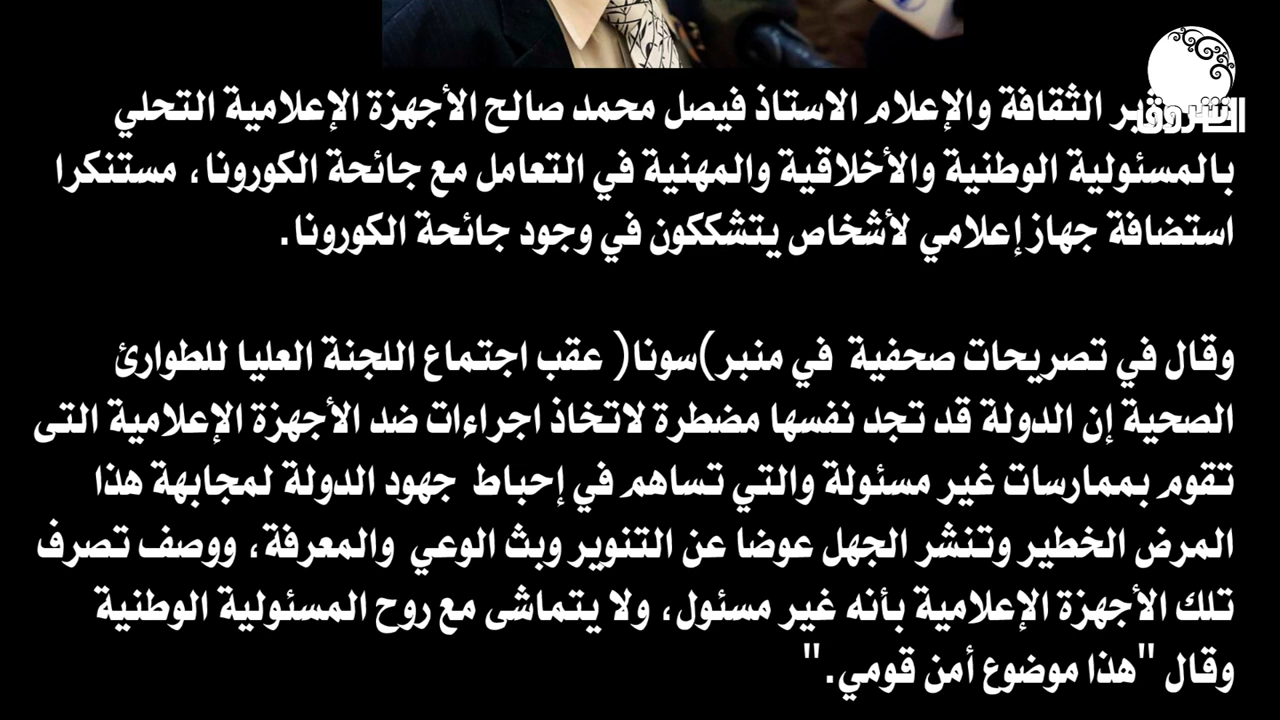 الشروق
وزير الثقافة والإعلام الاستاذ فيصل محمد صالح الأجهزة الإعلامية التحلي
بالمسئولية الوطنية والأخلاقية والمهنية في التعامل مع جائحة الكورونا، مستنكرا
استضافة جهاز إعلامي لأشخاص يتشككون في وجود جائحة الكورونا.
وقال في تصريحات صحفية في منبر)سونا( عقب اجتماع اللجنة العليا للطوارئ
الصحية إن الدولة قد تجد نفسها مضطرة لاتخاذ اجراءات ضد الأجهزة الإعلامية التى
تقوم بممارسات غير مسئولة والتي تساهم في إحباط جهود الدولة لمجابهة هذا
المرض الخطير وتنشر الجهل عوضا عن التنوير وبث الوعي والمعرفة، ووصف تصرف
تلك الأجهزة الإعلامية بأنه غير مسئول، ولا يتماشى مع روح المسئولية الوطنية
وقال "هذا موضوع أمن قومي."